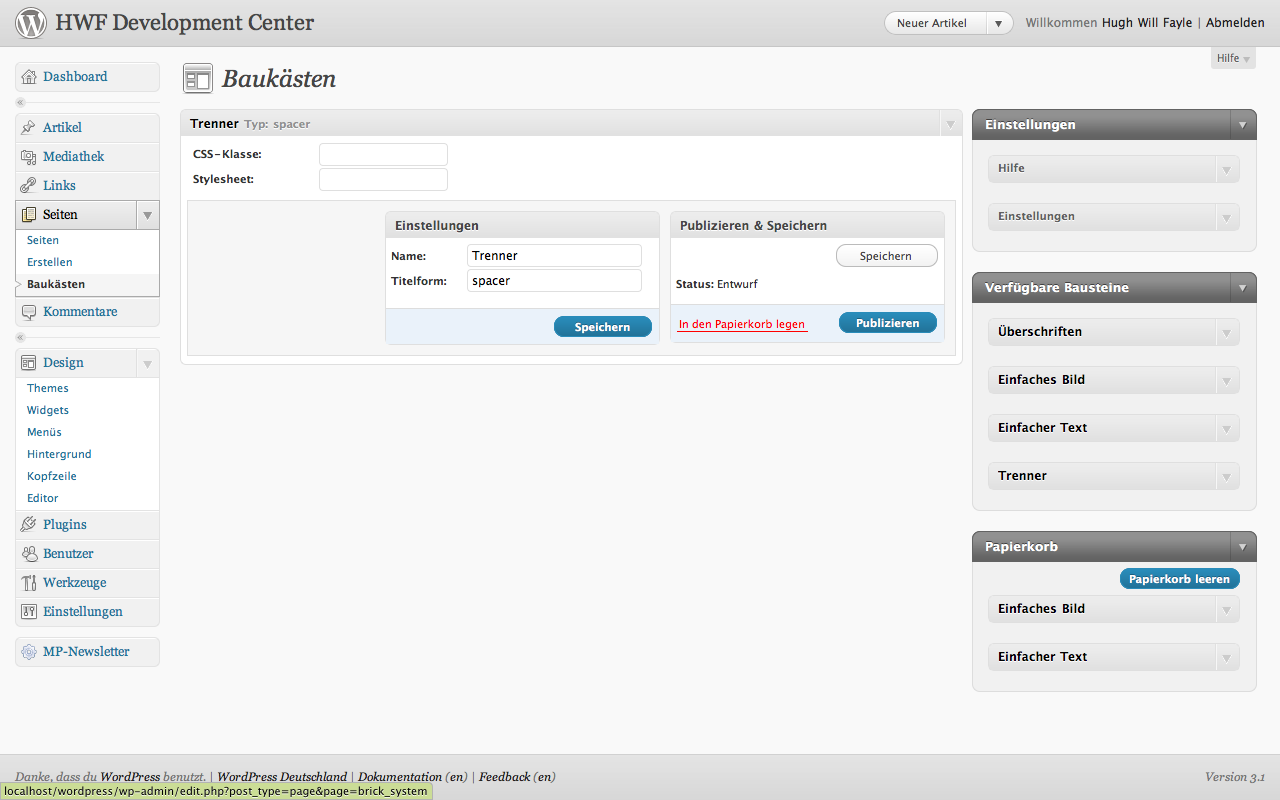 HWF Development Center
Neuer Artikel
Willkommen Hugh Will Fayle | Abmelden
Hilfe
Dashboard
Artikel
Mediathek
Links
Seiten
Seiten
Erstellen
Baukästen
Kommentare
Design
Themes
Widgets
Menüs
Hintergrund
Kopfzeile
Editor
Plugins
Benutzer
Werkzeuge
Einstellungen
MP-Newsletter
Baukästen
Trenner Typ: spacer
CSS-Klasse:
Stylesheet:
Einstellungen
Name: Trenner
Titelform: spacer
Speichern
Publizieren & Speichern
Speichern
Status: Entwurf
In den Papierkorb legen
Publizieren
Einstellungen
Hilfe
Einstellungen
Verfügbare Bausteine
Überschriften
Einfaches Bild
Einfacher Text
Trenner
Papierkorb
Papierkorb leeren
Einfaches Bild
Einfacher Text
Danke, dass du WordPress benutzt. | WordPress Deutschland | Dokumentation (en) | Feedback (en)
Version 3.1
localhost/wordpress/wp-admin/edit.php?post_type=page&page=brick_system